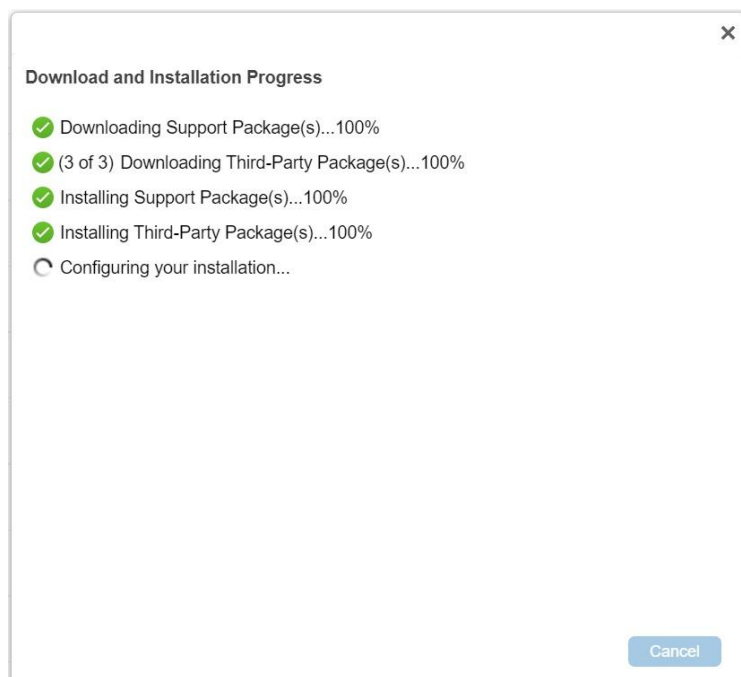 Download and Installation Progress
Downloading Support Package(s)...100%
(3 of 3) Downloading Third-Party Package(s)...100%
Installing Support Package(s)...100%
Installing Third-Party Package(s)...100%
Configuring your installation...
Cancel